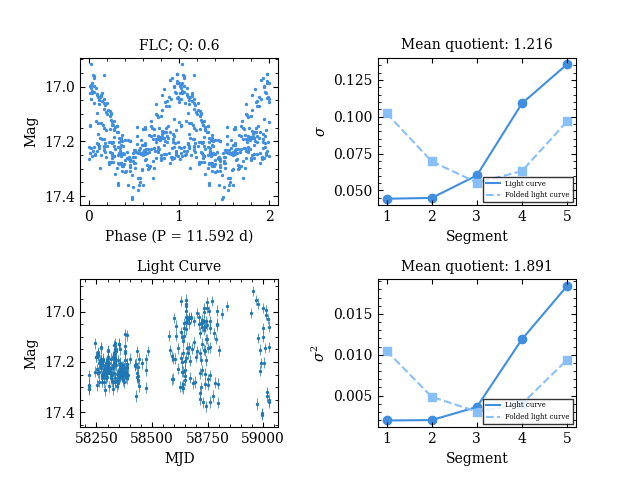 FLC; Q: 0.6
Mag
17.0
17.2
17.4
0
1
2
Phase (P = 11.592 d)
Mean quotient: 1.216
σ
0.125
0.100
0.075
0.050
Light curve
Folded light curve
1
2
3
4
5
Segment
Light Curve
Mag
17.0
17.2
17.4
58250
58500
58750
59000
MJD
Mean quotient: 1.891
σ²
0.015
0.010
0.005
Light curve
Folded light curve
1
2
3
4
5
Segment